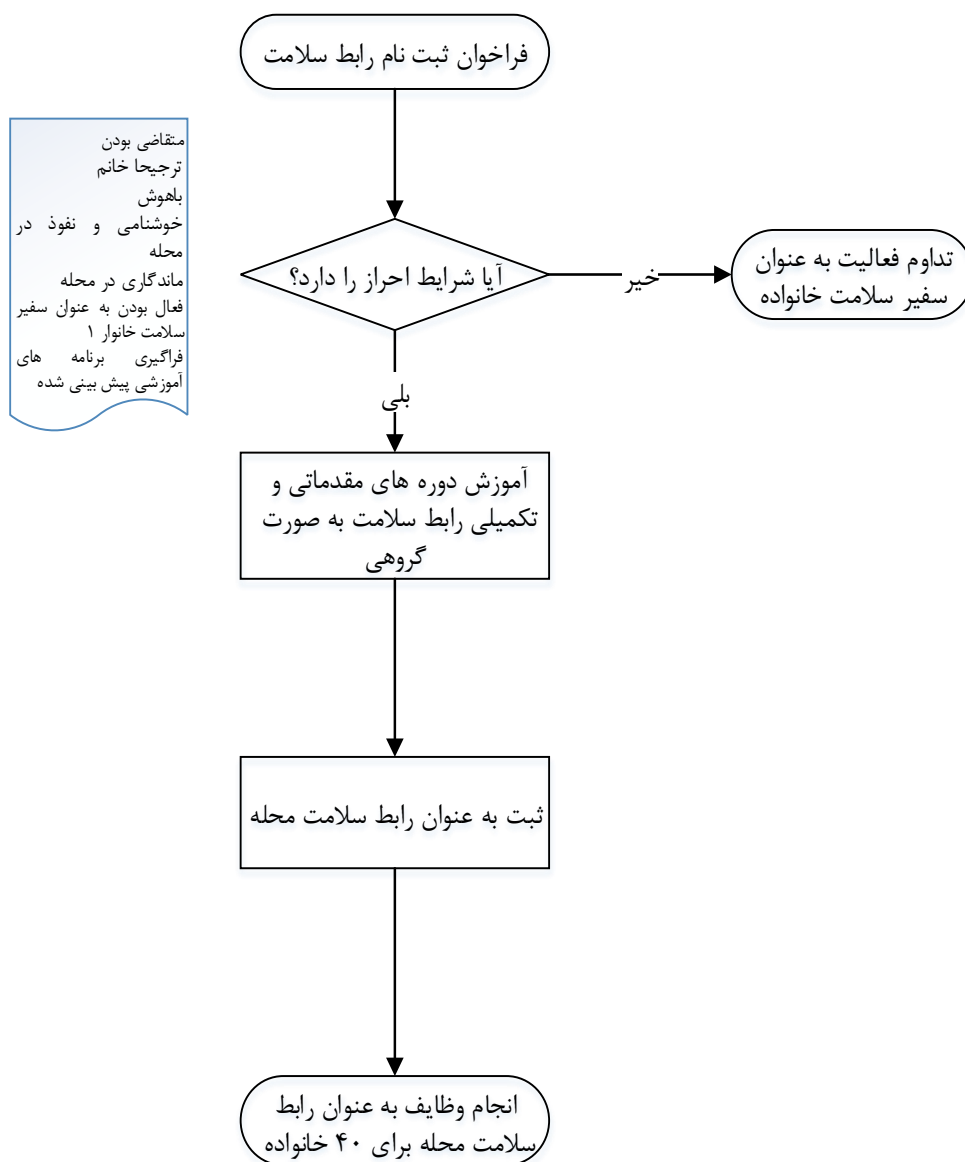 فراخوان ثبت نام رابط سلامت
متقاضی بودن
ترجیحا خانم
باهوش
خوشنامی و نفوذ در
محله
ماندگاری در محله
فعال بودن به عنوان سفیر
سلامت خانوار ۱
فراگیری برنامه های
آموزشی پیش بینی شده
آیا شرایط احراز را دارد؟
خیر
تداوم فعالیت به عنوان
سفیر سلامت خانواده
بلی
آموزش دوره های مقدماتی و
تکمیلی رابط سلامت به صورت
گروهی
ثبت به عنوان رابط سلامت محله
انجام وظایف به عنوان رابط
سلامت محله برای ۴۰ خانواده